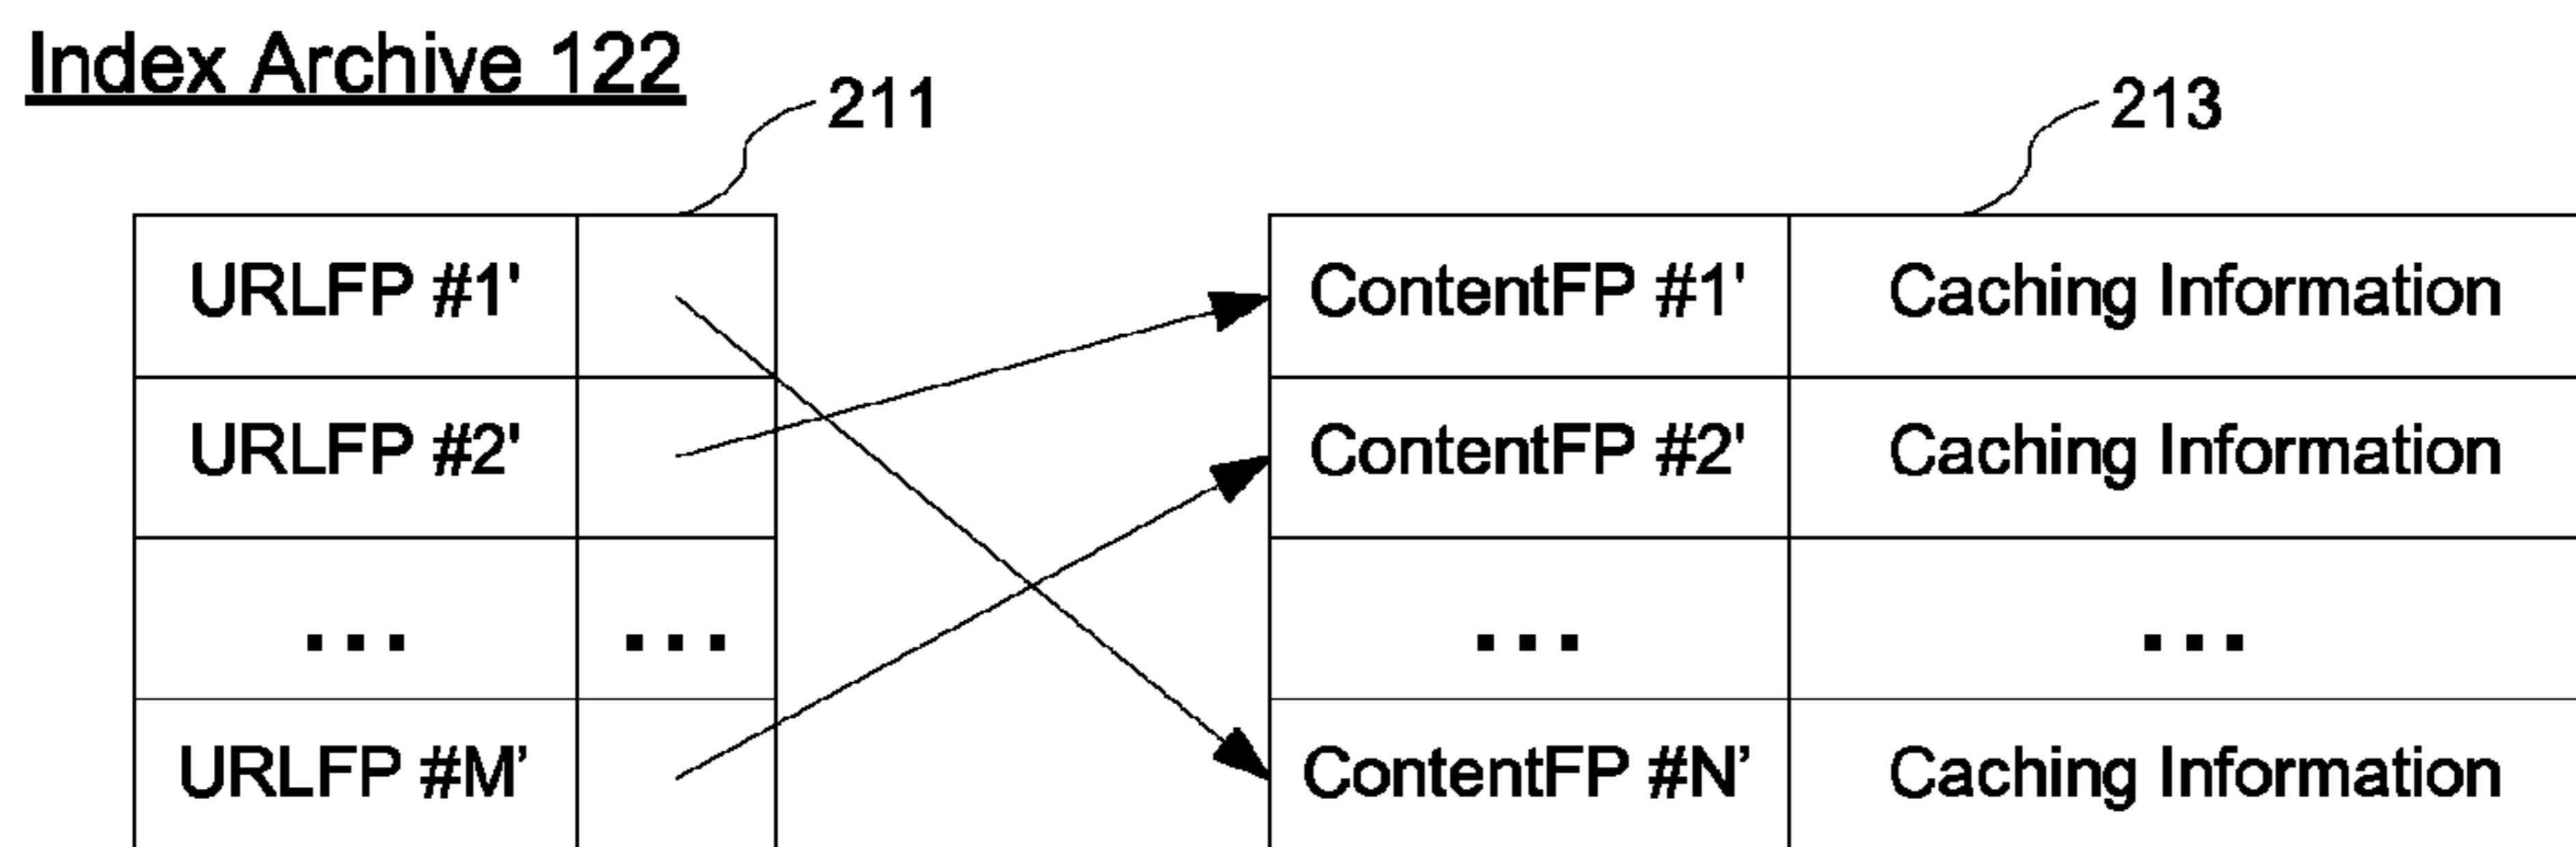 Index Archive 122
211
213
URLFP #1' ContentFP #1' Caching Information
URLFP #2' ContentFP #2' Caching Information
... ... ... ...
URLFP #M’ ContentFP #N’ Caching Information